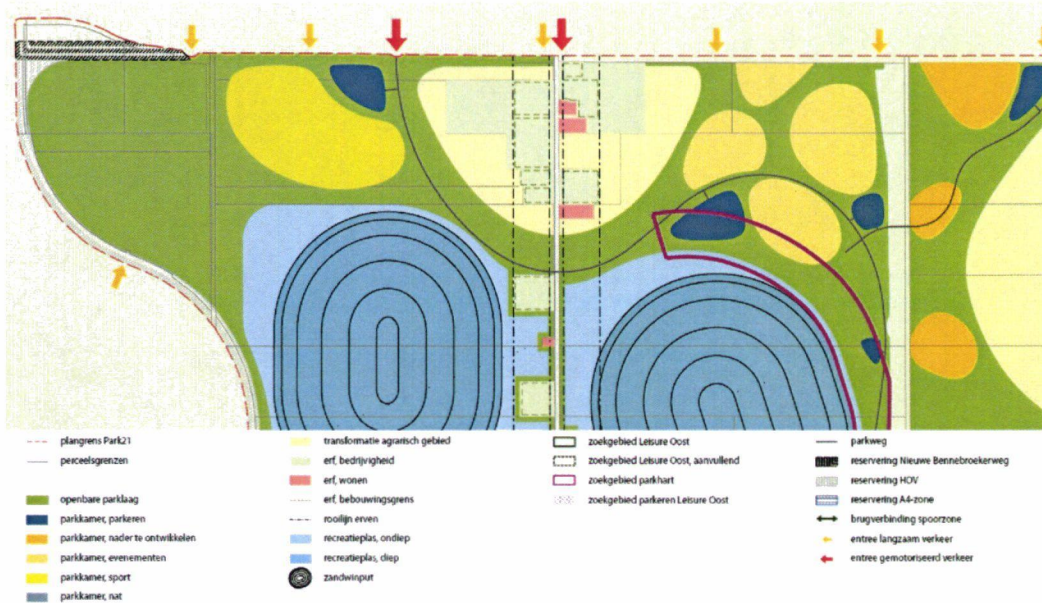 plangrens Park21
perceelsgrenzen
openbare parklaag
parkkamer, parkeren
parkkamer, nader te ontwikkelen
parkkamer, evenementen
parkkamer, sport
parkkamer, nat
transformatie agrarisch gebied
erf, bedrijvigheid
erf, wonen
erf, bebouwingsgrens
rooilijn erven
recreatieplas, ondiep
recreatieplas, diep
zandwinput
zoekgebied Leisure Oost
zoekgebied Leisure Oost, aanvullend
zoekgebied parkhart
zoekgebied parkeren Leisure Oost
parkweg
reservering Nieuwe Bennebroekerweg
reservering HOV
reservering A4-zone
brugverbinding spoorzone
entree langzaam verkeer
entree gemotoriseerd verkeer